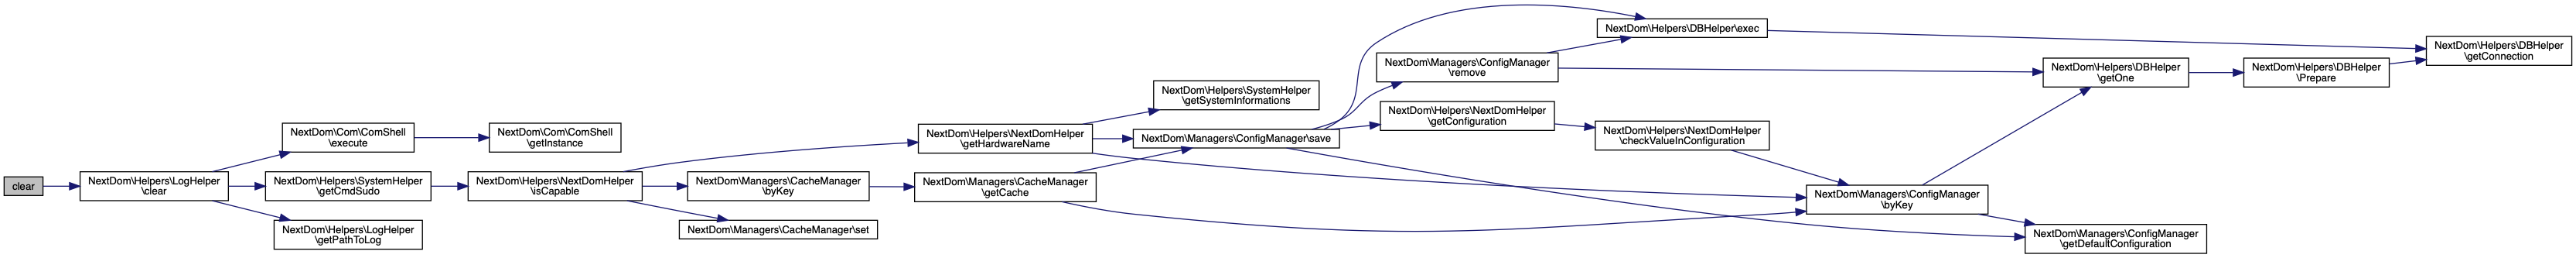 clear
NextDom\Helpers\LogHelper
\clear
NextDom\Com\ComShell
\execute
NextDom\Helpers\SystemHelper
\getCmdSudo
NextDom\Helpers\LogHelper
\getPathToLog
NextDom\Com\ComShell
\getInstance
NextDom\Helpers\NextDomHelper
\isCapable
NextDom\Managers\CacheManager
\byKey
NextDom\Managers\CacheManager\set
NextDom\Helpers\NextDomHelper
\getHardwareName
NextDom\Managers\CacheManager
\getCache
NextDom\Helpers\SystemHelper
\getSystemInformations
NextDom\Managers\ConfigManager\save
NextDom\Managers\ConfigManager
\remove
NextDom\Helpers\NextDomHelper
\getConfiguration
NextDom\Helpers\DBHelper\exec
NextDom\Helpers\NextDomHelper
\checkValueInConfiguration
NextDom\Managers\ConfigManager
\byKey
NextDom\Helpers\DBHelper
\getOne
NextDom\Managers\ConfigManager
\getDefaultConfiguration
NextDom\Helpers\DBHelper
\Prepare
NextDom\Helpers\DBHelper
\getConnection